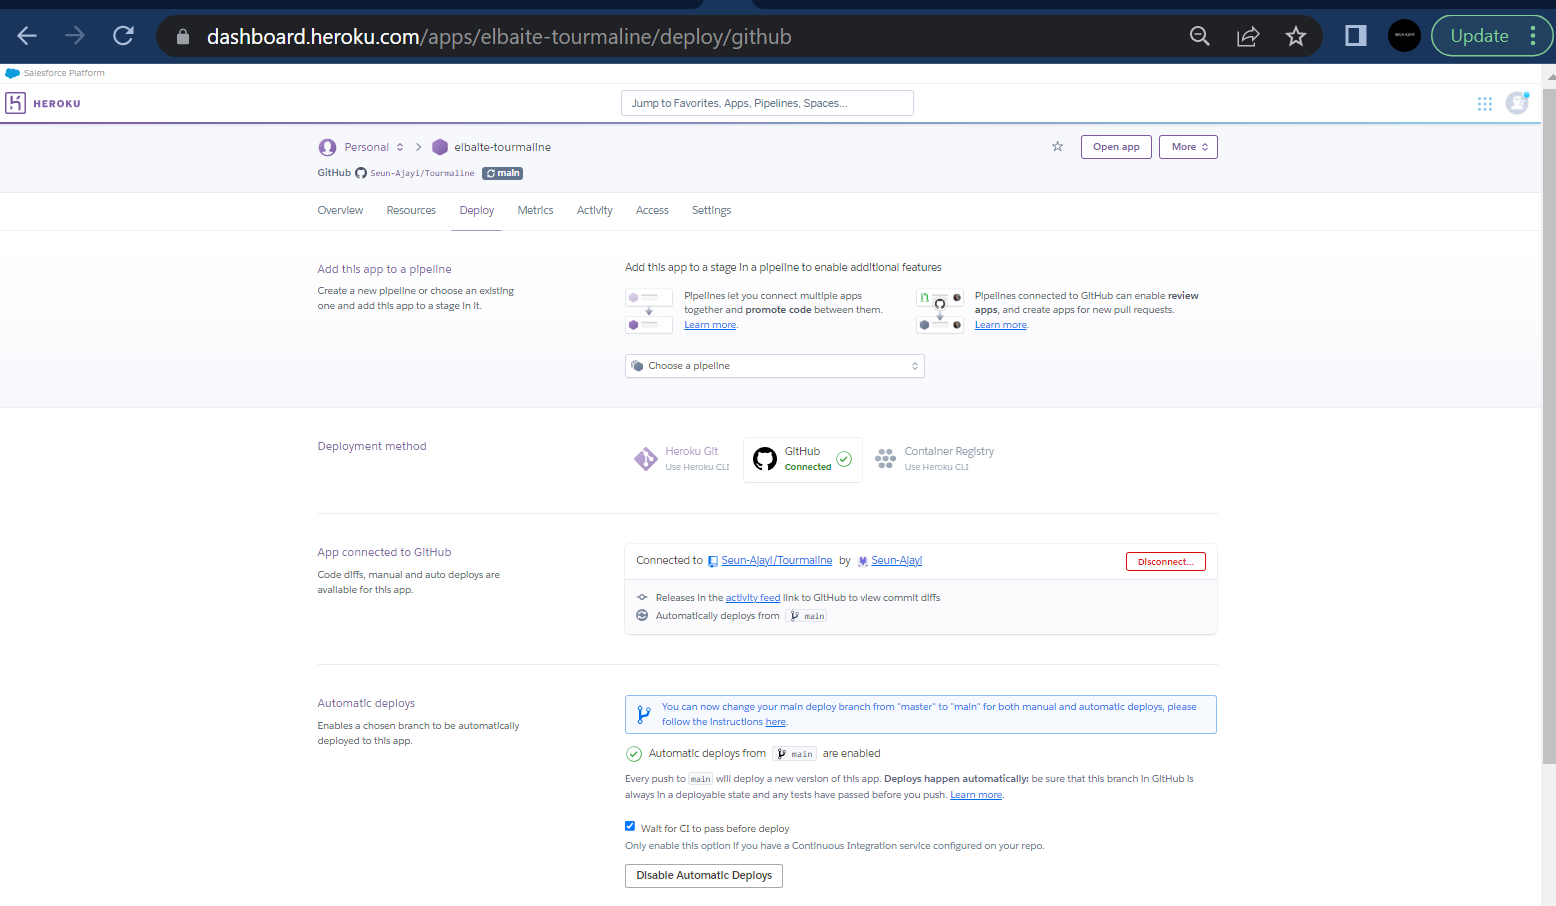 dashboard.heroku.com/apps/elbaite-tourmaline/deploy/github
Update
Salesforce Platform
HEROKU
Jump to Favorites, Apps, Pipelines, Spaces...
Personal
elbaite-tourmaline
Open app
More
GitHub Seun-Ajayi/Tourmaline main
Overview
Resources
Deploy
Metrics
Activity
Access
Settings
Add this app to a pipeline
Create a new pipeline or choose an existing
one and add this app to a stage in it.
Add this app to a stage in a pipeline to enable additional features
Pipelines let you connect multiple apps
together and promote code between them.
Learn more.
Pipelines connected to GitHub can enable review
apps, and create apps for new pull requests.
Learn more.
Choose a pipeline
Deployment method
Heroku Git
Use Heroku CLI
GitHub
Connected
Container Registry
Use Heroku CLI
App connected to GitHub
Code diffs, manual and auto deploys are
available for this app.
Connected to Seun-Ajayi/Tourmaline by Seun-Ajayi
Disconnect...
Releases in the activity feed link to GitHub to view commit diffs
Automatically deploys from main
Automatic deploys
Enables a chosen branch to be automatically
deployed to this app.
You can now change your main deploy branch from "master" to "main" for both manual and automatic deploys, please
follow the instructions here.
Automatic deploys from main are enabled
Every push to main will deploy a new version of this app. Deploys happen automatically: be sure that this branch in GitHub is
always in a deployable state and any tests have passed before you push. Learn more.
Wait for CI to pass before deploy
Only enable this option if you have a Continuous Integration service configured on your repo.
Disable Automatic Deploys